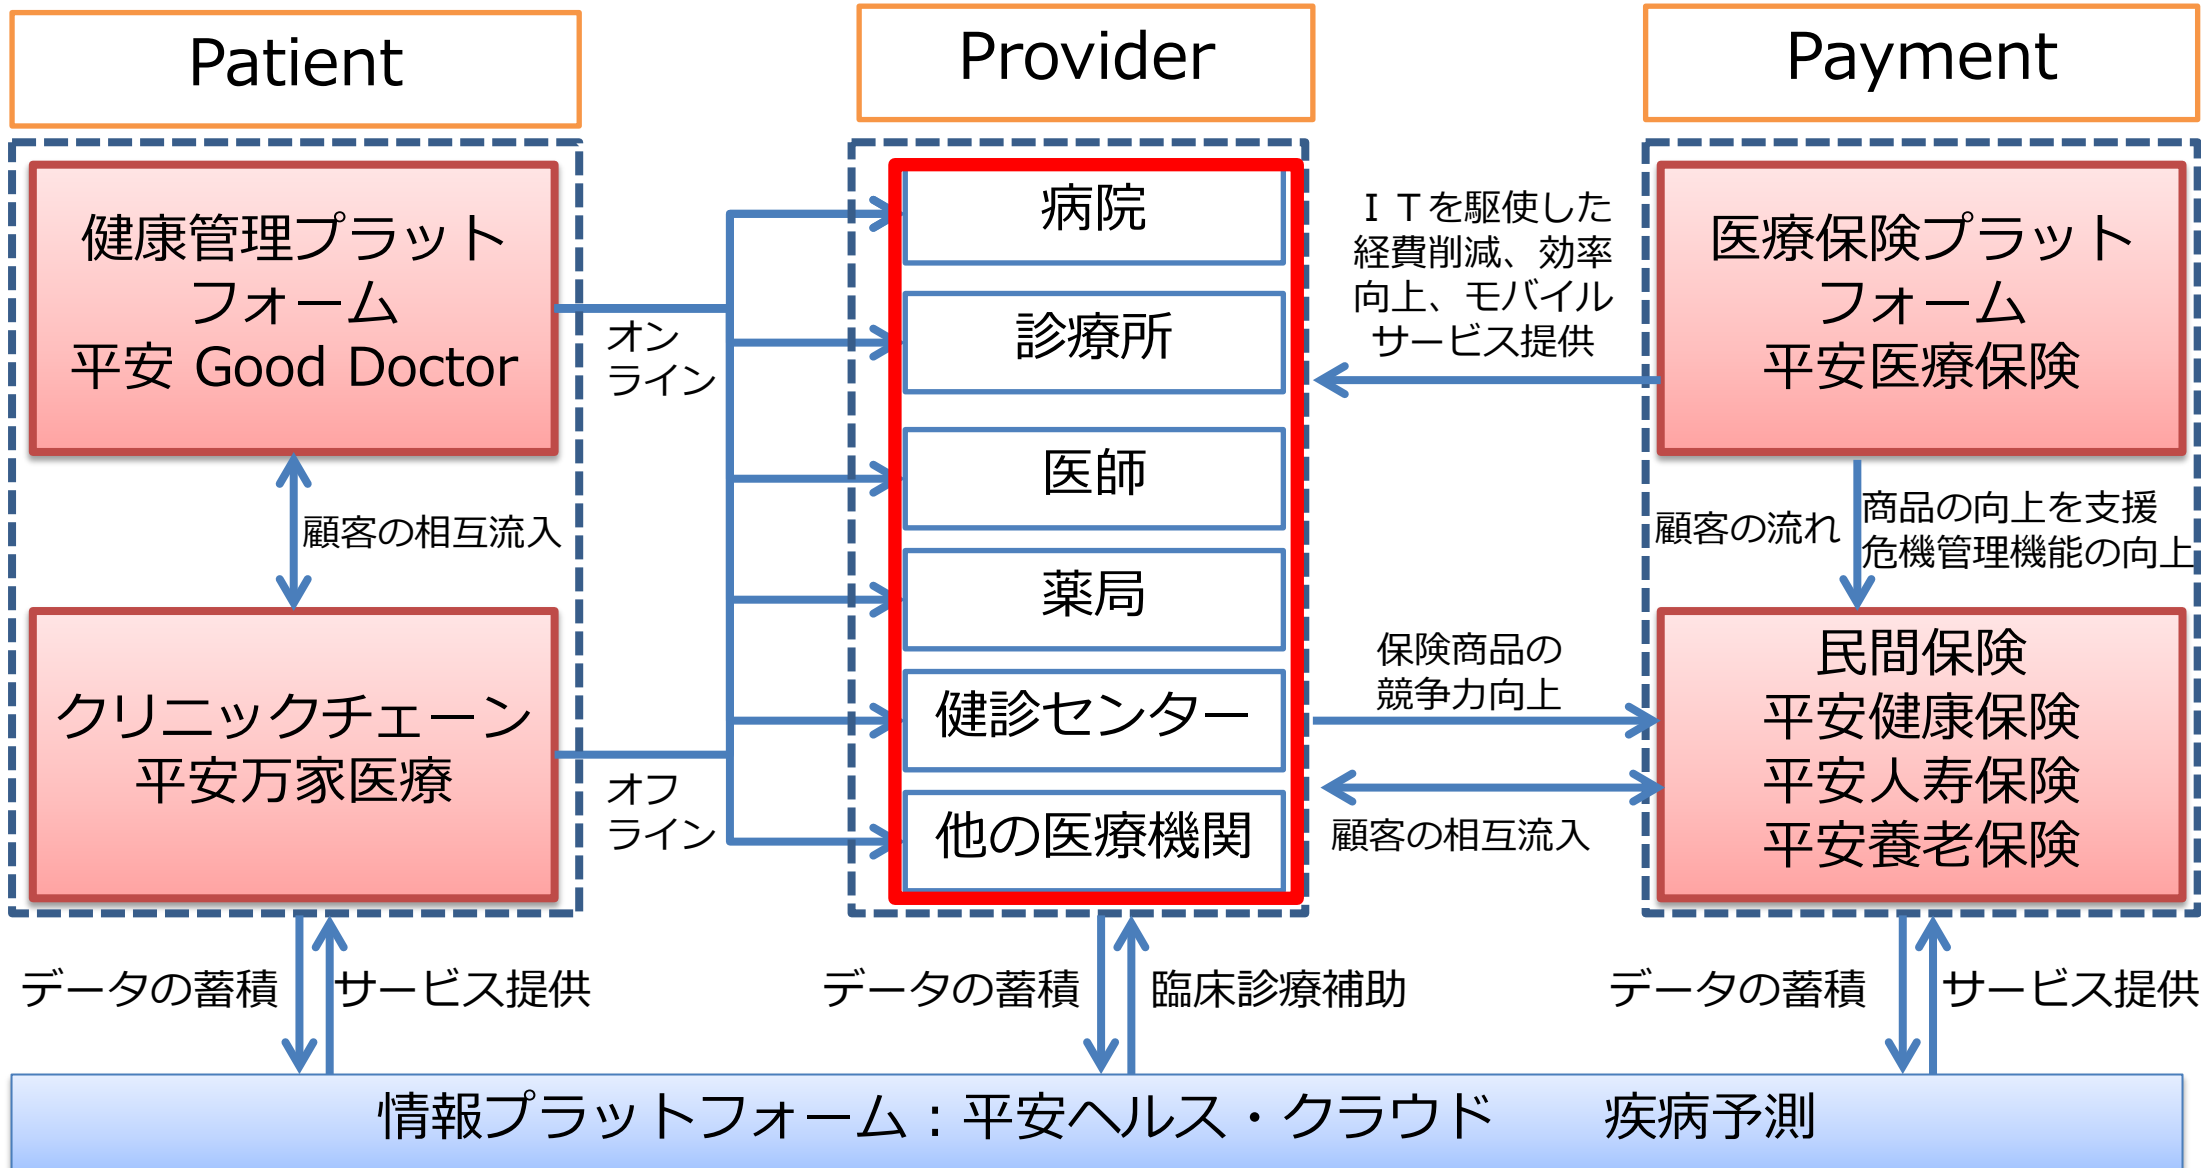 Patient
Provider
Payment
健康管理プラット
フォーム
平安 Good Doctor
顧客の相互流入
クリニックチェーン
平安万家医療
オン
ライン
オフ
ライン
病院
診療所
医師
薬局
健診センター
他の医療機関
ＩＴを駆使した
経費削減、効率
向上、モバイル
サービス提供
保険商品の
競争力向上
顧客の相互流入
医療保険プラット
フォーム
平安医療保険
顧客の流れ
商品の向上を支援
危機管理機能の向上
民間保険
平安健康保険
平安人寿保険
平安養老保険
データの蓄積
サービス提供
データの蓄積
臨床診療補助
データの蓄積
サービス提供
情報プラットフォーム：平安ヘルス・クラウド　　疾病予測